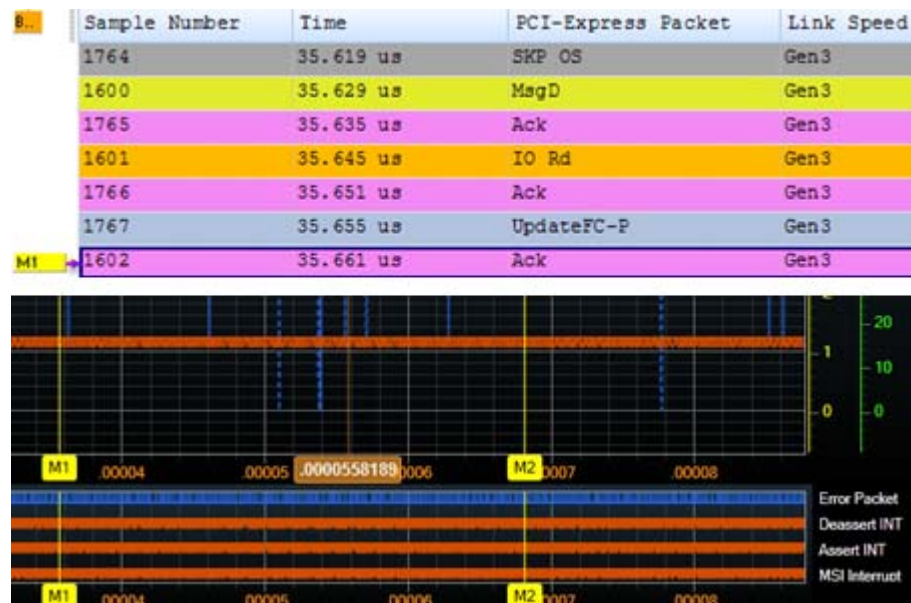 B.. Sample Number Time PCI-Express Packet Link Speed
1764 35.619 us SKP OS Gen3
1600 35.629 us MsgD Gen3
1765 35.635 us Ack Gen3
1601 35.645 us IO Rd Gen3
1766 35.651 us Ack Gen3
1767 35.655 us UpdateFC-P Gen3
M1 1602 35.661 us Ack Gen3
20
1
10
0 0
M1 .00004 .00005 .0000558189 0006 M2 0007 .00008
Error Packet
Deassert INT
Assert INT
MSI Interrupt
M1 .00004 .00005 .00006 M2 0007 .00008